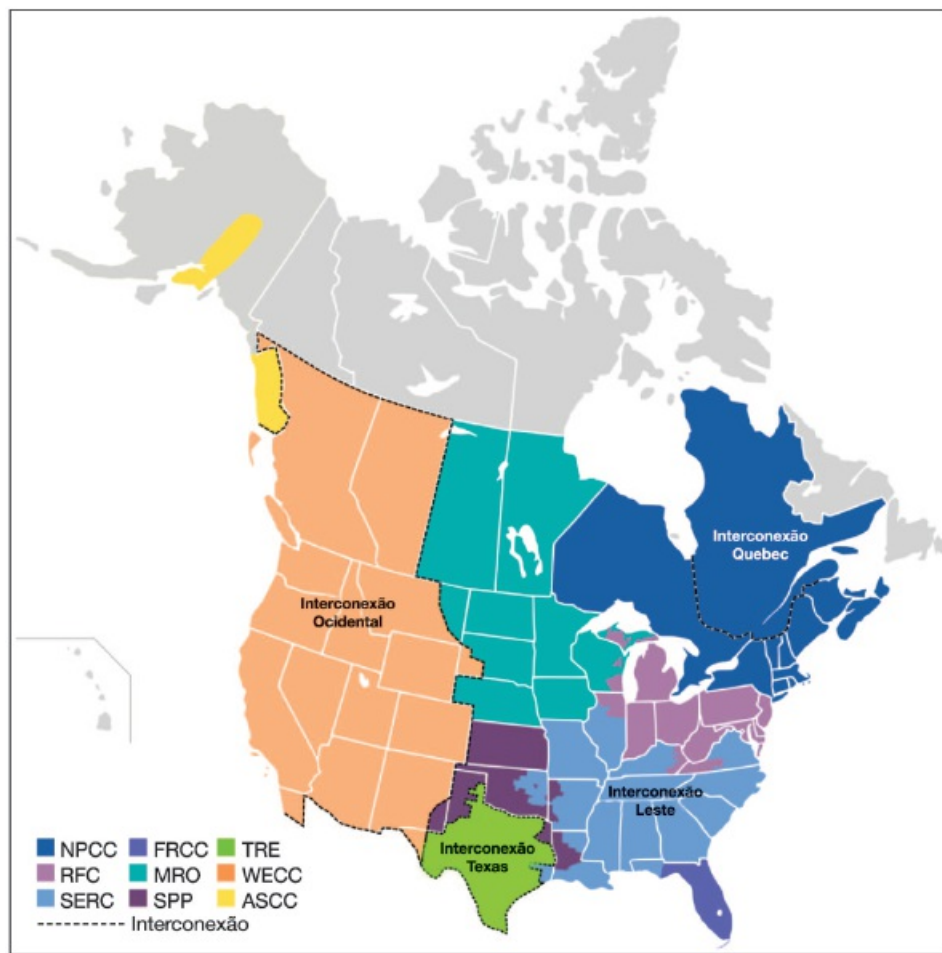 Interconexão
Quebec
Interconexão
Ocidental
Interconexão
Leste
Interconexão
Texas
NPCC FRCC TRE
RFC MRO WECC
SERC SPP ASCC
Interconexão